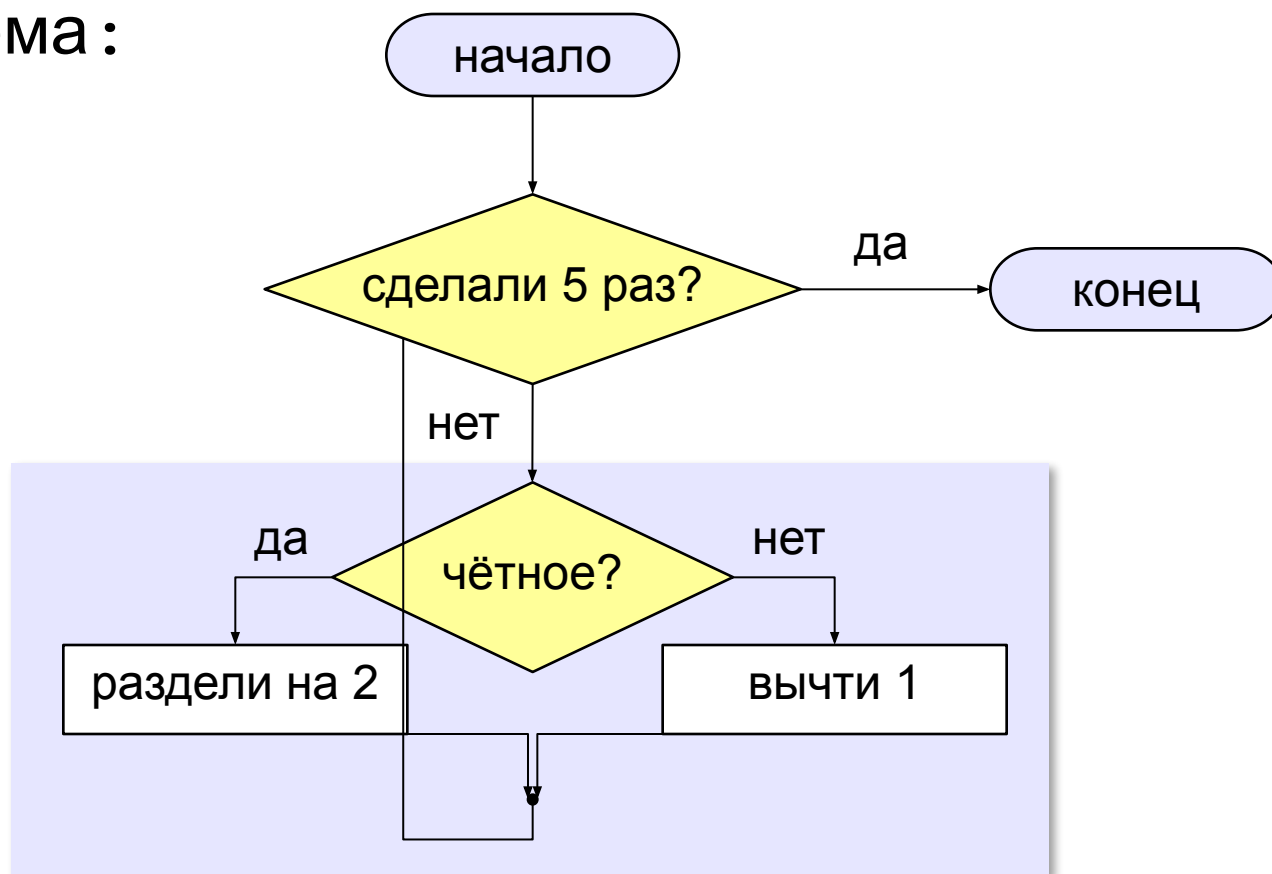 ма:
начало
сделали 5 раз?
да
конец
нет
да
чётное?
нет
раздели на 2
вычти 1